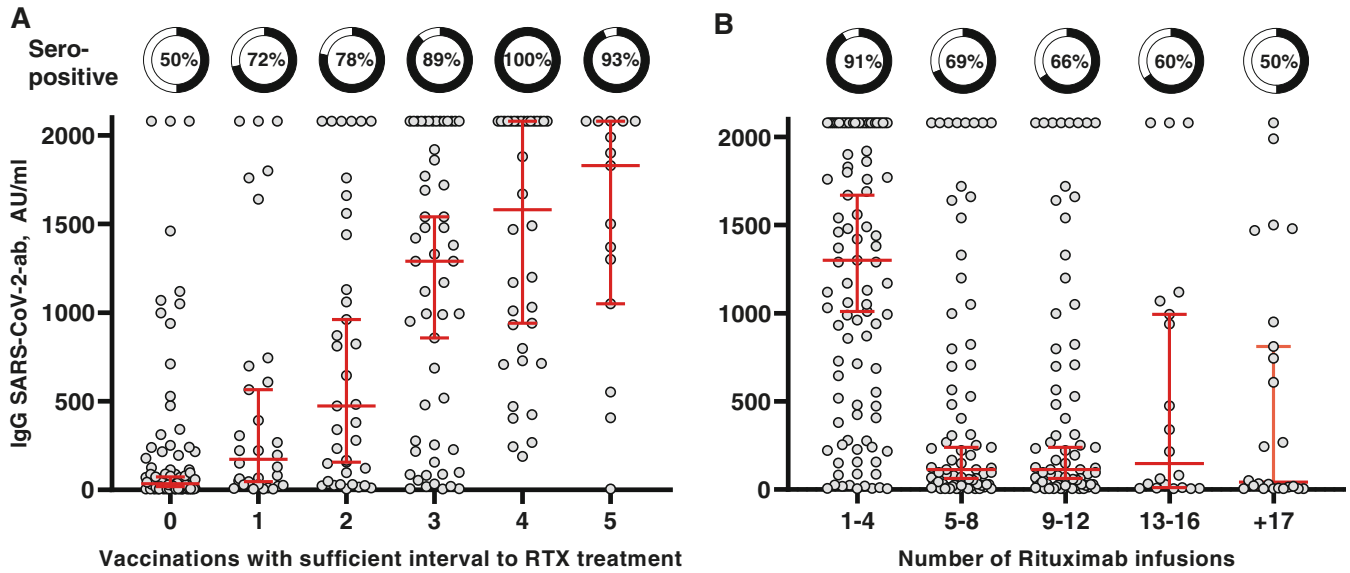 A
Sero-
positive
50% 72% 78% 89% 100% 93%
IgG SARS-CoV-2-ab, AU/ml
2000
1500
1000
500
0
0 1 2 3 4 5
Vaccinations with sufficient interval to RTX treatment
B
91% 69% 66% 60% 50%
2000
1500
1000
500
0
1-4 5-8 9-12 13-16 +17
Number of Rituximab infusions